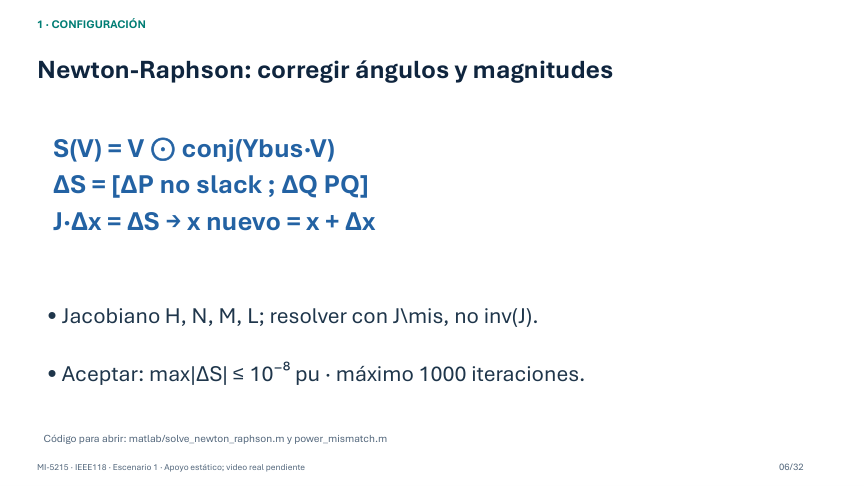 1 · CONFIGURACIÓN
Newton-Raphson: corregir ángulos y magnitudes
S(V) = V ⊙ conj(Ybus·V)
ΔS = [ΔP no slack ; ΔQ PQ]
J·Δx = ΔS → x nuevo = x + Δx
• Jacobiano H, N, M, L; resolver con J\mis, no inv(J).
• Aceptar: max|ΔS| ≤ 10⁻⁸ pu · máximo 1000 iteraciones.
Código para abrir: matlab/solve_newton_raphson.m y power_mismatch.m
MI-5215 · IEEE118 · Escenario 1 · Apoyo estático; video real pendiente
06/32